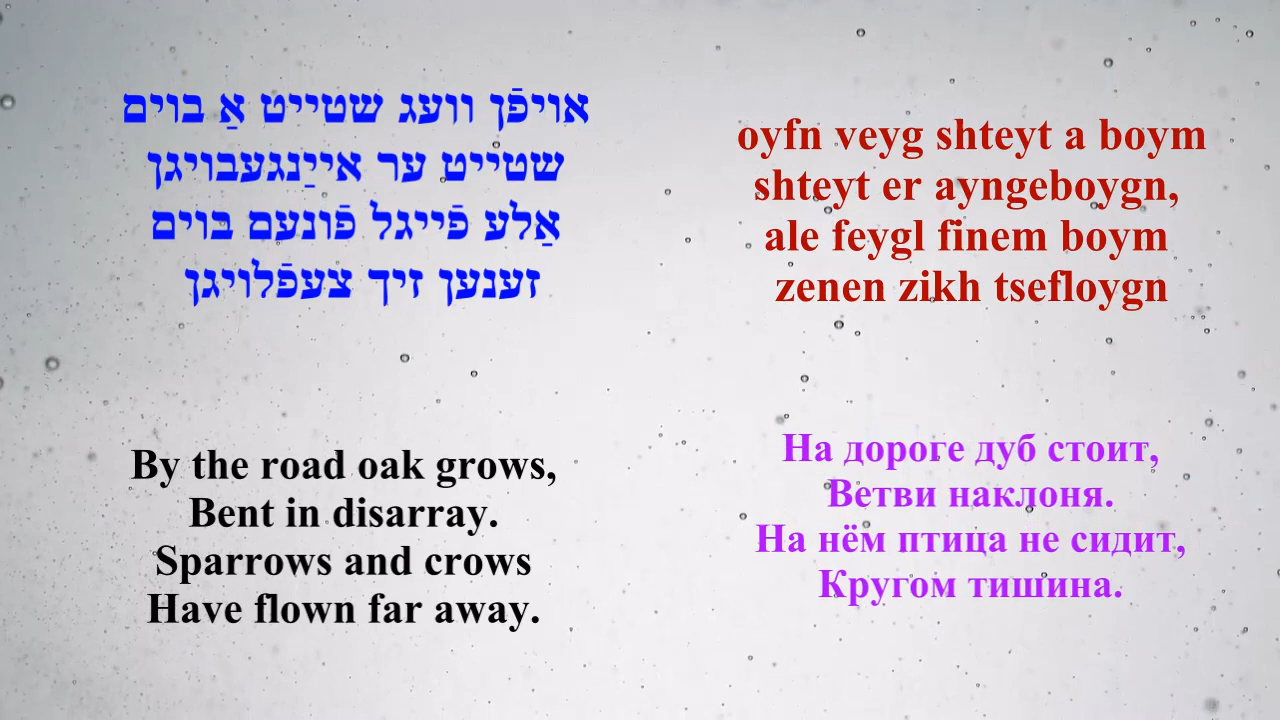 אויפֿן וועג שטייט אַ בוים
שטייט ער אייַנגעבויגן
אַלע פֿייגל פֿונעם בוים
זענען זיך צעפֿלויגן
oyfn veyg shteyt a boym
shteyt er ayngeboygn,
ale feygl finem boym
zenen zikh tsefloygn
By the road oak grows,
Bent in disarray.
Sparrows and crows
Have flown far away.
На дороге дуб стоит,
Ветви наклоня.
На нём птица не сидит,
Кругом тишина.